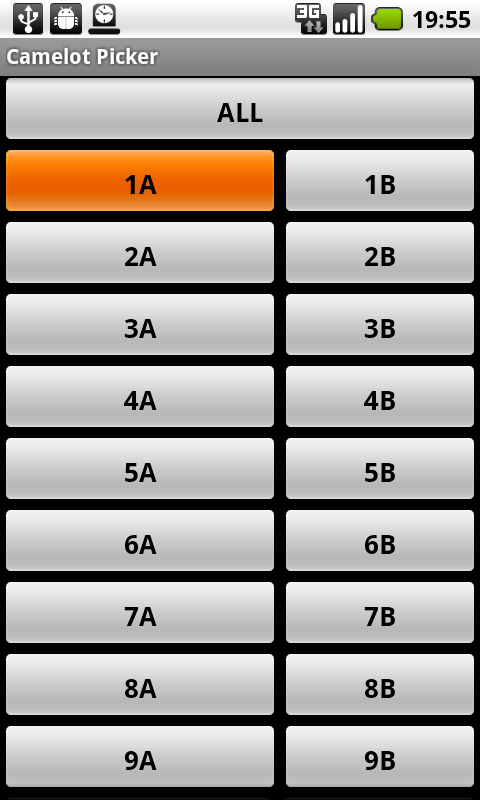 3G 19:55
Camelot Picker
ALL
1A 1B
2A 2B
3A 3B
4A 4B
5A 5B
6A 6B
7A 7B
8A 8B
9A 9B